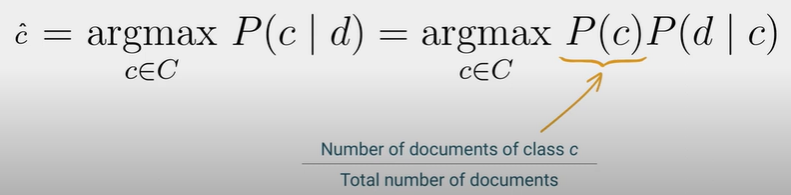 ĉ = argmax P(c | d) = argmax P(c)P(d | c)
c∈C c∈C
Number of documents of class c
Total number of documents